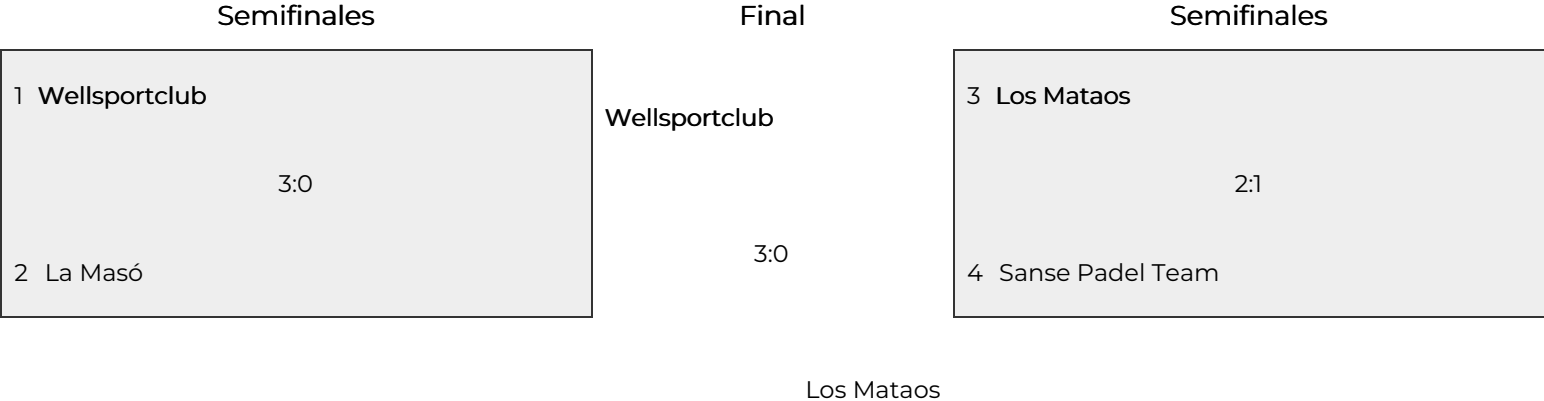 Semifinales
Final
Semifinales
1 Wellsportclub
3:0
2 La Masó
Wellsportclub
3:0
Los Mataos
3 Los Mataos
2:1
4 Sanse Padel Team